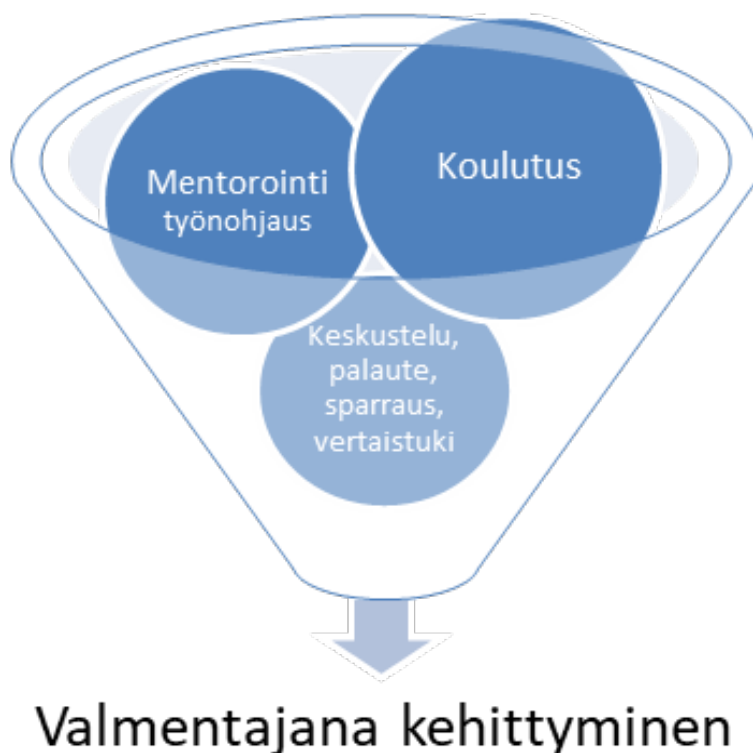 Mentorointi
työnohjaus
Koulutus
Keskustelu,
palaute,
sparraus,
vertaistuki
Valmentajana kehittyminen